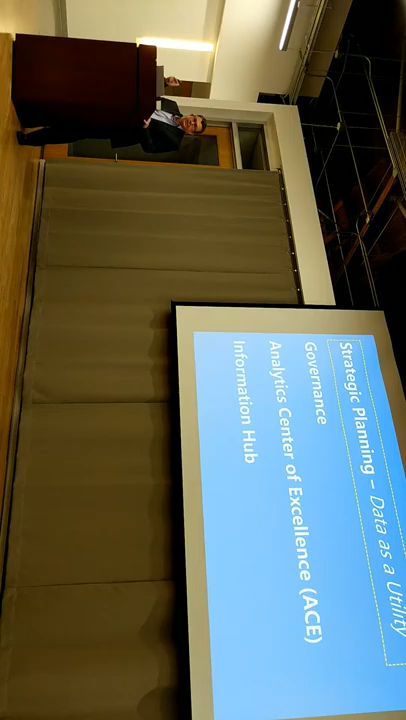 Strategic Planning – Data as a Utility
Governance
Analytics Center of Excellence (ACE)
Information Hub